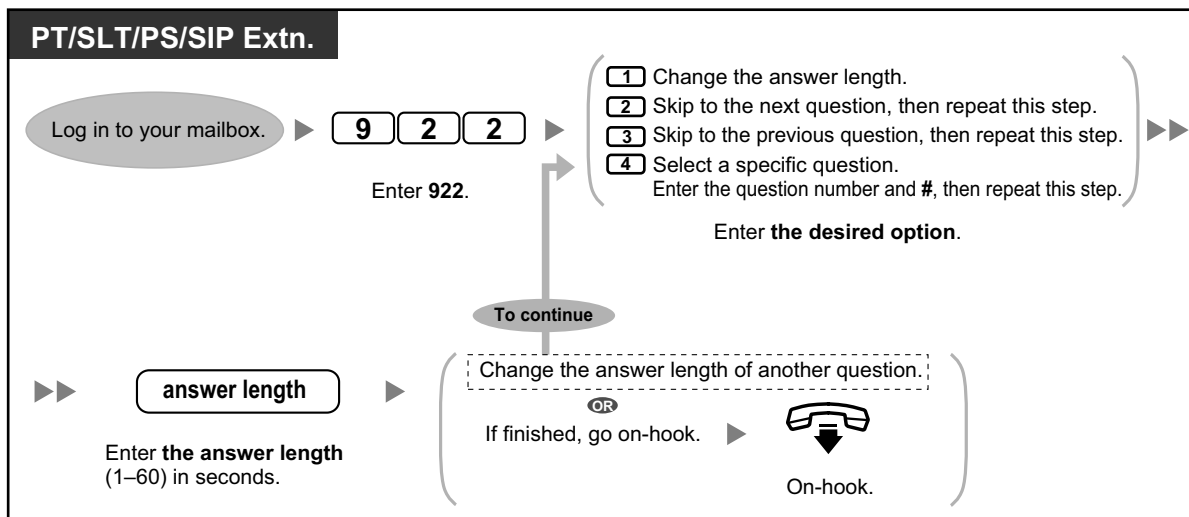 PT/SLT/PS/SIP Extn.
Log in to your mailbox.
9 2 2
Enter 922.
1 Change the answer length.
2 Skip to the next question, then repeat this step.
3 Skip to the previous question, then repeat this step.
4 Select a specific question.
Enter the question number and #, then repeat this step.
Enter the desired option.
To continue
answer length
Enter the answer length
(1–60) in seconds.
Change the answer length of another question.
OR
If finished, go on-hook.
On-hook.